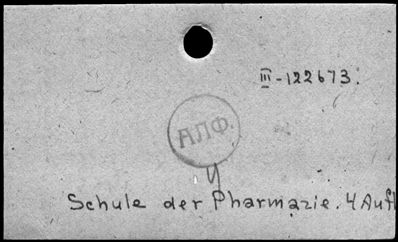 III-122673.
АЛФ.
у
Schule der Pharmazie. 4 Aufl